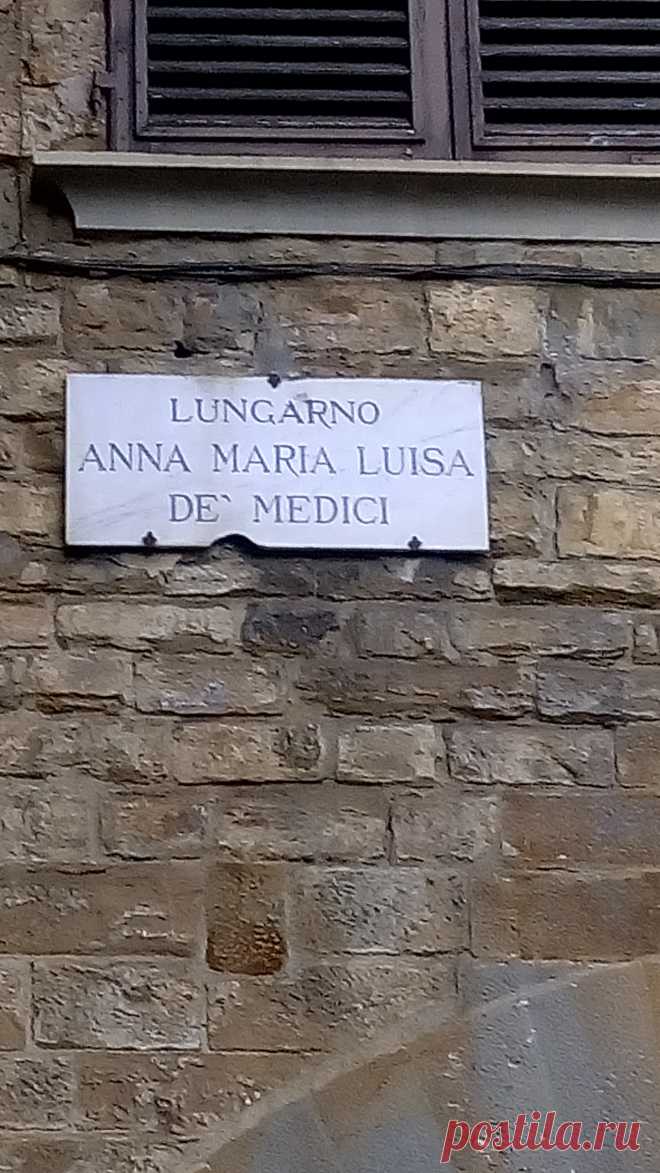 LUNGARNO
ANNA MARIA LUISA
DE` MEDICI
postila.ru